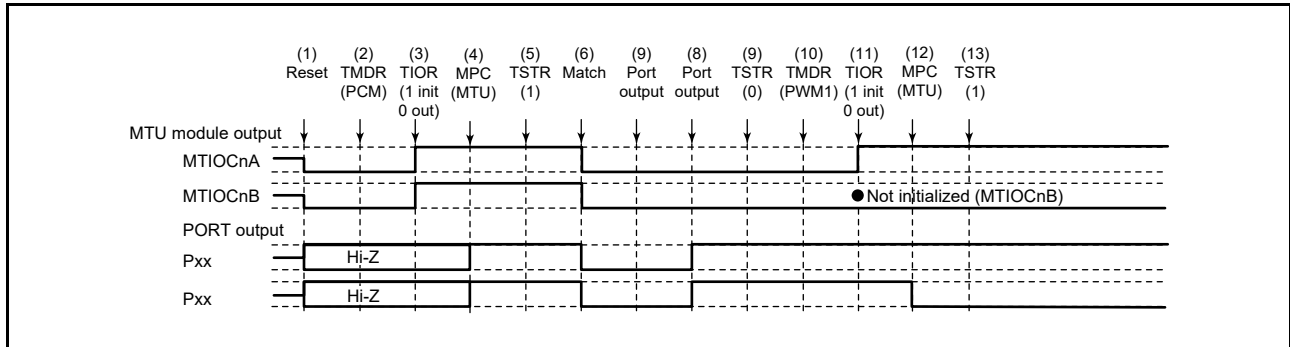 (1) (2) (3) (4) (5) (6) (9) (8) (9) (10) (11) (12) (13)
Reset TMDR TIOR MPC TSTR Match Port Port TSTR TMDR TIOR MPC TSTR
(PCM) (1 init (MTU) (1) output output (0) (PWM1) (1 init (MTU) (1)
0 out) 0 out)
MTU module output
MTIOCnA
MTIOCnB ● Not initialized (MTIOCnB)
PORT output
Pxx Hi-Z
Pxx Hi-Z